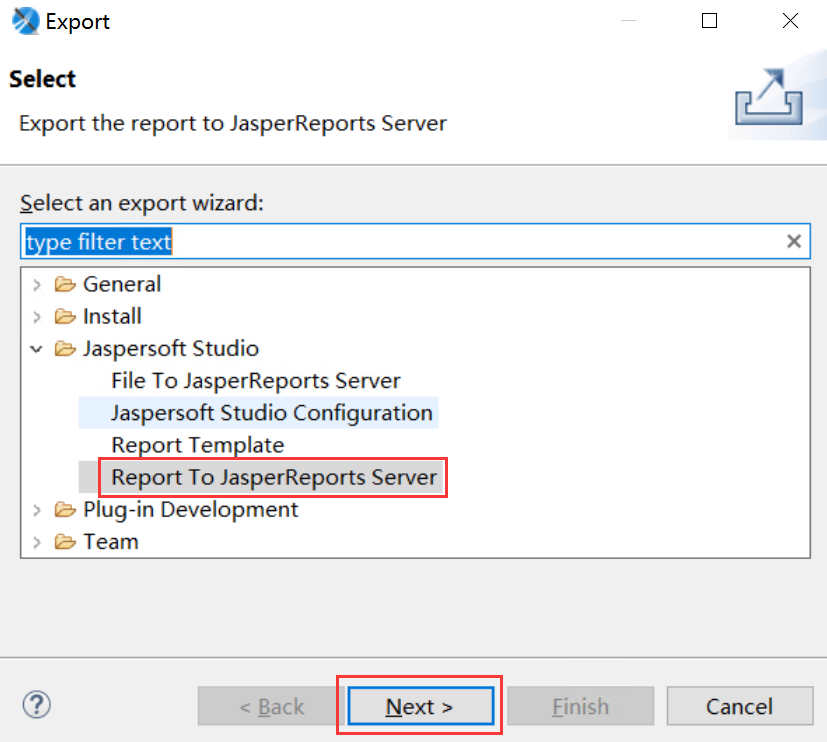 Export
Select
Export the report to JasperReports Server
Select an export wizard:
type filter text
General
Install
Jaspersoft Studio
File To JasperReports Server
Jaspersoft Studio Configuration
Report Template
Report To JasperReports Server
Plug-in Development
Team
< Back Next > Finish Cancel